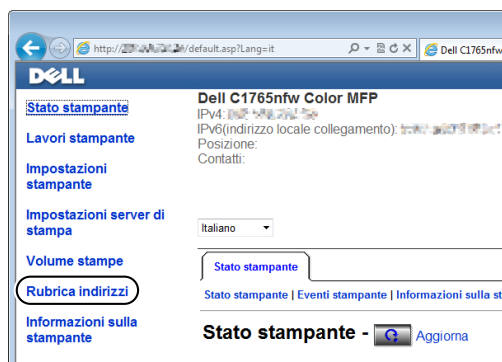 http:// /default.asp?Lang=it
Dell C1765nfw
DELL
Stato stampante
Lavori stampante
Impostazioni
stampante
Impostazioni server di
stampa
Volume stampe
Rubrica indirizzi
Informazioni sulla
stampante
Dell C1765nfw Color MFP
IPv4:
IPv6(indirizzo locale collegamento):
Posizione:
Contatti:
Italiano
Stato stampante
Stato stampante | Eventi stampante | Informazioni sulla
Stato stampante - Aggiorna